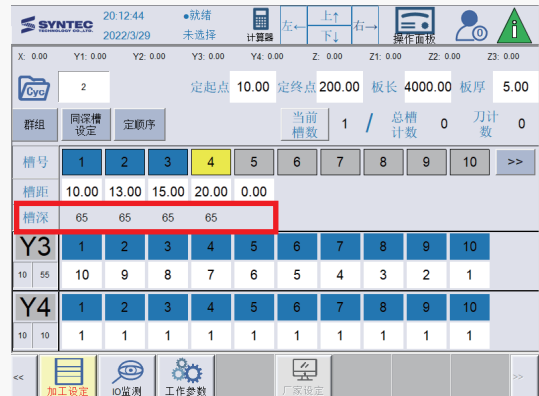 SYNTEC 20:12:44 ●就绪 左← 上↑ 右→
TECHNOLOGY CO.,LTD. 2022/3/29 未选择 计算器 下↓ 操作面板 0
X: 0.00 Y1: 0.00 Y2: 0.00 Y3: 0.00 Y4: 0.00 Z: 0.00 Z1: 0.00 Z2: 0.00 Z3: 0.00
Cyc 2 定起点 10.00 定终点 200.00 板长 4000.00 板厚 5.00
群组 同深槽设定 定顺序 当前槽数 1 / 总槽计数 0 刀计数 0
槽号 1 2 3 4 5 6 7 8 9 10 >>
槽距 10.00 13.00 15.00 20.00 0.00
槽深 65 65 65 65
Y3 1 2 3 4 5 6 7 8 9 10
10 55 10 9 8 7 6 5 4 3 2 1
Y4 1 2 3 4 5 6 7 8 9 10
10 10 1 1 1 1 1 1 1 1 1 1
<< 加工设定 IO监测 工作参数 厂家设定 >>